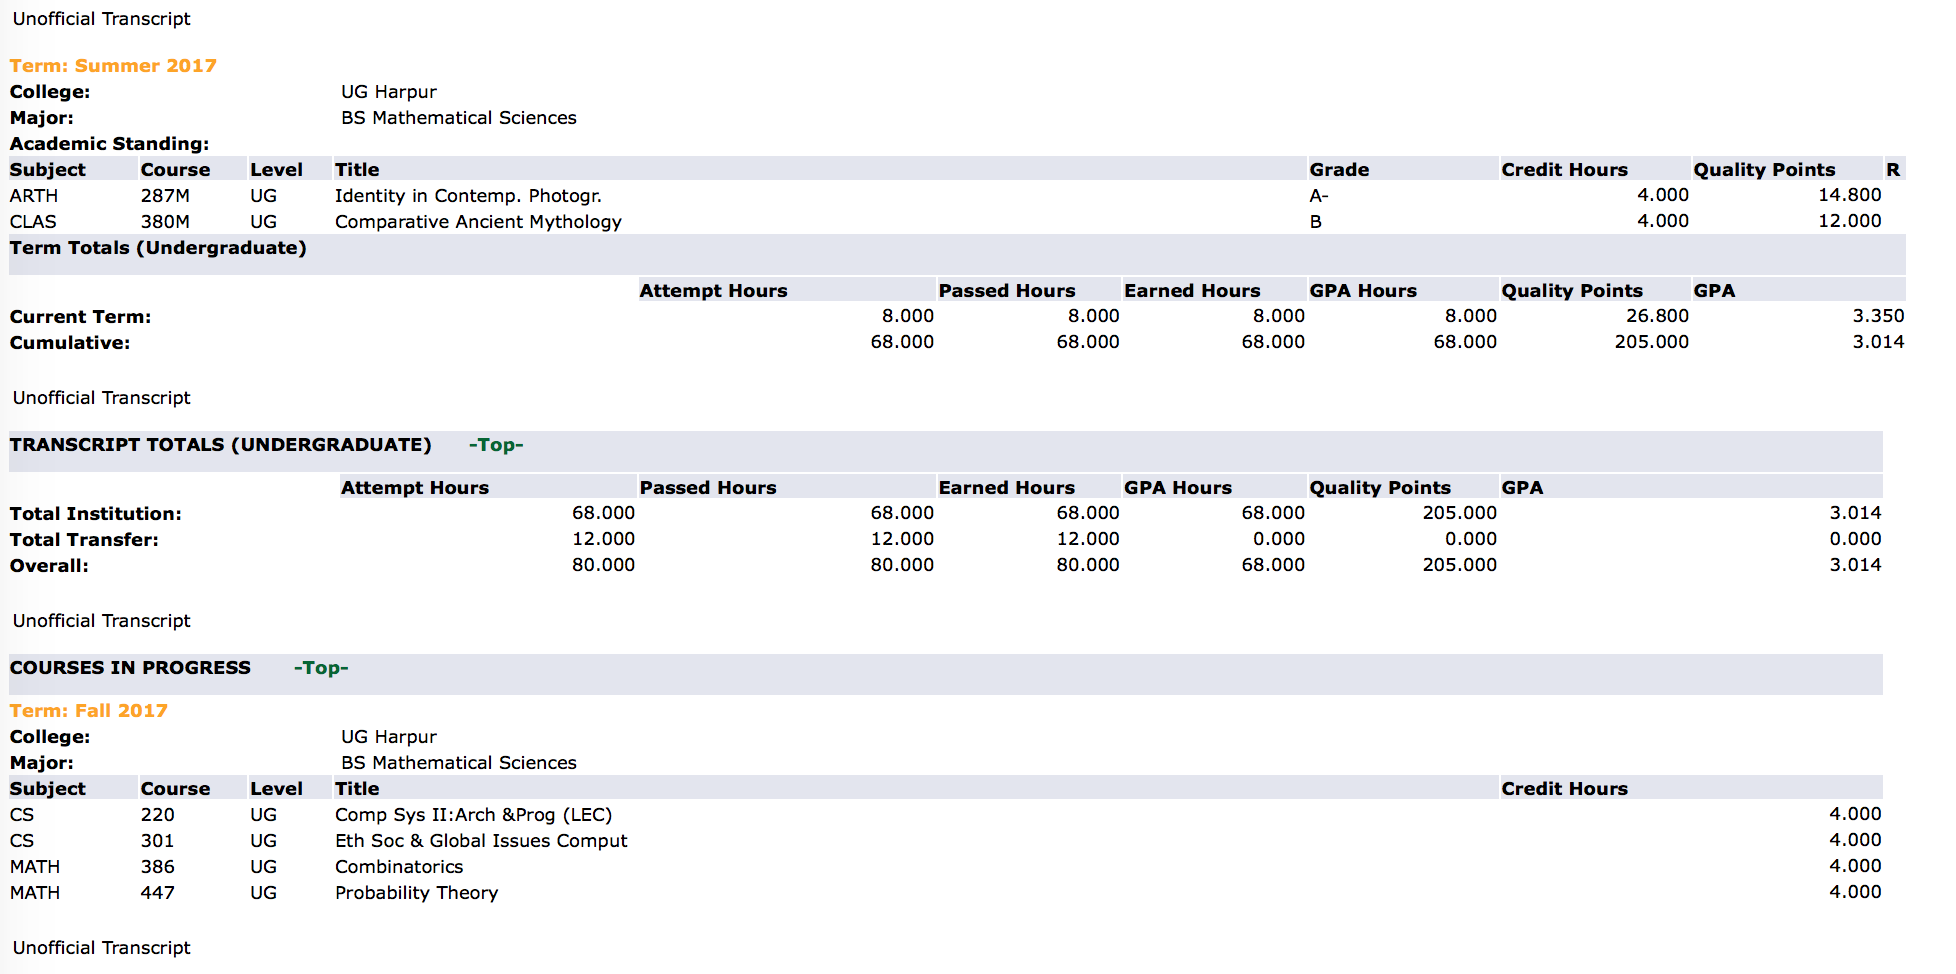 Unofficial Transcript
Term: Summer 2017
College: UG Harpur
Major: BS Mathematical Sciences
Academic Standing:
Subject Course Level Title Grade Credit Hours Quality Points R
ARTH 287M UG Identity in Contemp. Photogr. A- 4.000 14.800
CLAS 380M UG Comparative Ancient Mythology B 4.000 12.000
Term Totals (Undergraduate)
Attempt Hours Passed Hours Earned Hours GPA Hours Quality Points GPA
Current Term: 8.000 8.000 8.000 8.000 26.800 3.350
Cumulative: 68.000 68.000 68.000 68.000 205.000 3.014
Unofficial Transcript
TRANSCRIPT TOTALS (UNDERGRADUATE) -Top-
Attempt Hours Passed Hours Earned Hours GPA Hours Quality Points GPA
Total Institution: 68.000 68.000 68.000 68.000 205.000 3.014
Total Transfer: 12.000 12.000 12.000 0.000 0.000 0.000
Overall: 80.000 80.000 80.000 68.000 205.000 3.014
Unofficial Transcript
COURSES IN PROGRESS -Top-
Term: Fall 2017
College: UG Harpur
Major: BS Mathematical Sciences
Subject Course Level Title Credit Hours
CS 220 UG Comp Sys II:Arch &Prog (LEC) 4.000
CS 301 UG Eth Soc & Global Issues Comput 4.000
MATH 386 UG Combinatorics 4.000
MATH 447 UG Probability Theory 4.000
Unofficial Transcript